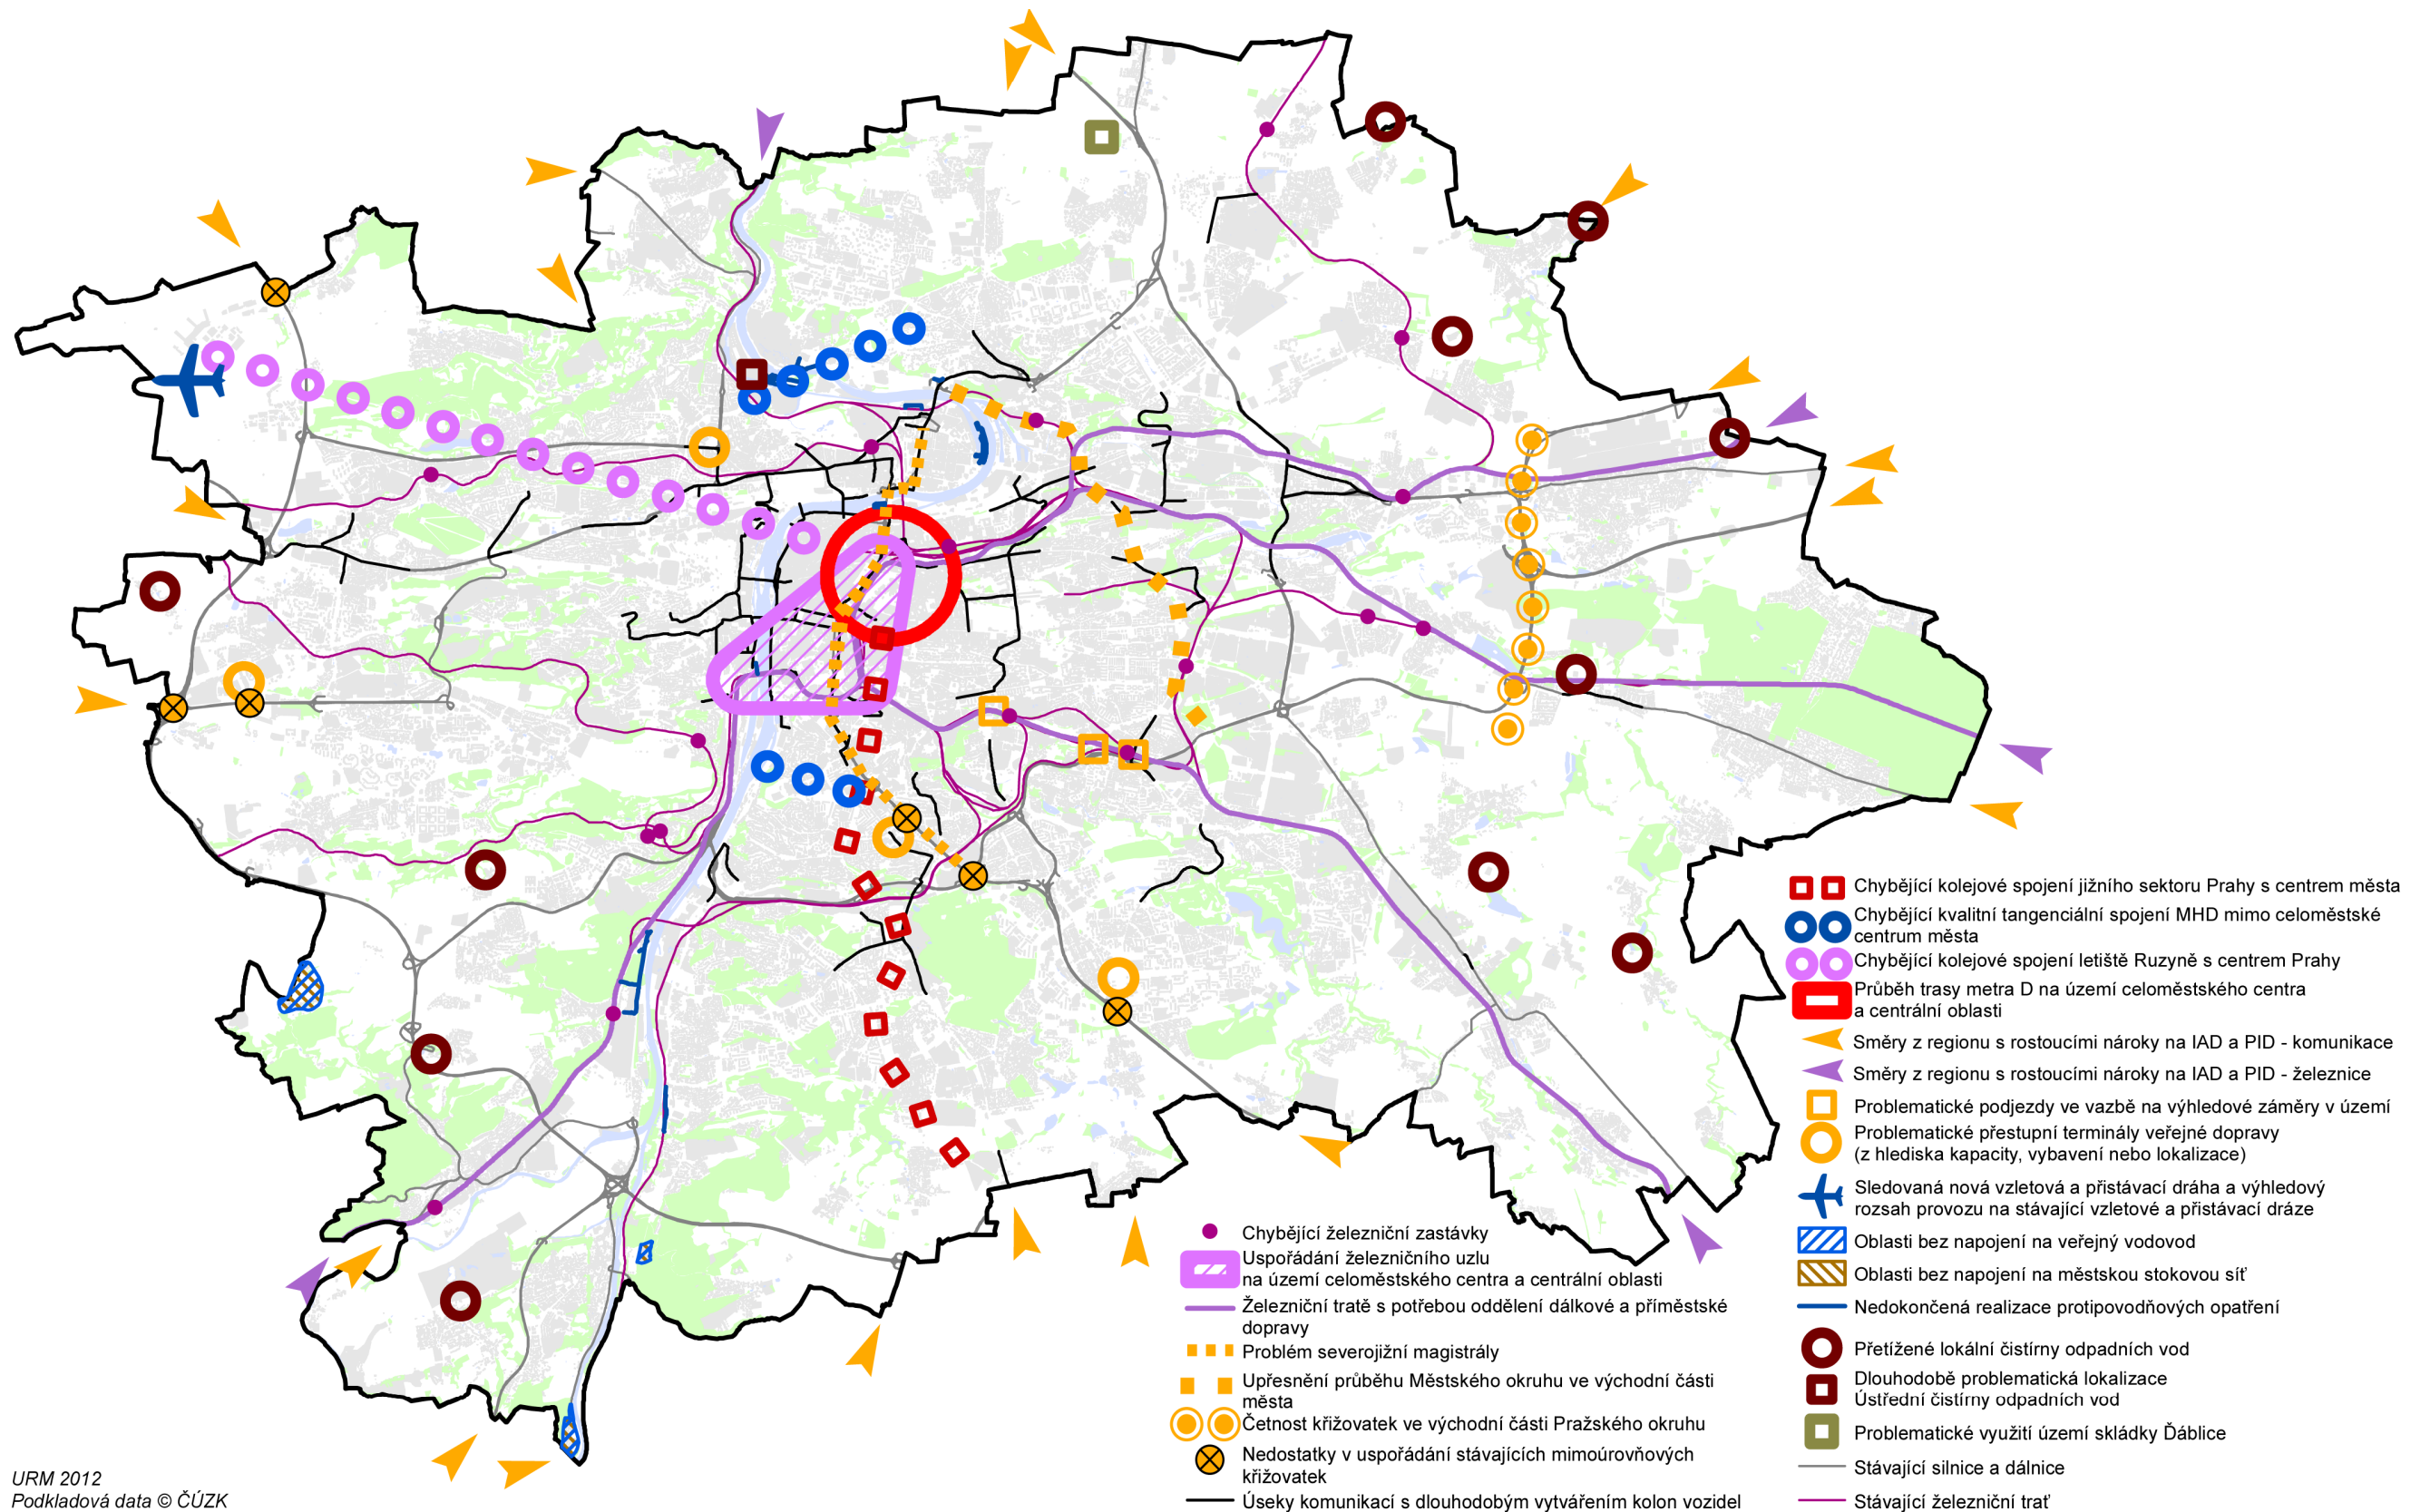 Chybějící kolejové spojení jižního sektoru Prahy s centrem města
Chybějící kvalitní tangenciální spojení MHD mimo celoměstské
centrum města
Chybějící kolejové spojení letiště Ruzyně s centrem Prahy
Průběh trasy metra D na území celoměstského centra
a centrální oblasti
Směry z regionu s rostoucími nároky na IAD a PID - komunikace
Směry z regionu s rostoucími nároky na IAD a PID - železnice
Problematické podjezdy ve vazbě na výhledové záměry v území
Problematické přestupní terminály veřejné dopravy
(z hlediska kapacity, vybavení nebo lokalizace)
Sledovaná nová vzletová a přistávací dráha a výhledový
rozsah provozu na stávající vzletové a přistávací dráze
Oblasti bez napojení na veřejný vodovod
Oblasti bez napojení na městskou stokovou síť
Nedokončená realizace protipovodňových opatření
Přetížené lokální čistírny odpadních vod
Dlouhodobě problematická lokalizace
Ústřední čistírny odpadních vod
Problematické využití území skládky Ďáblice
Stávající silnice a dálnice
Stávající železniční trať
Chybějící železniční zastávky
Uspořádání železničního uzlu
na území celoměstského centra a centrální oblasti
Železniční tratě s potřebou oddělení dálkové a příměstské
dopravy
Problém severojižní magistrály
Upřesnění průběhu Městského okruhu ve východní části
města
Četnost křižovatek ve východní části Pražského okruhu
Nedostatky v uspořádání stávajících mimoúrovňových
křižovatek
Úseky komunikací s dlouhodobým vytvářením kolon vozidel
URM 2012
Podkladová data © ČÚZK